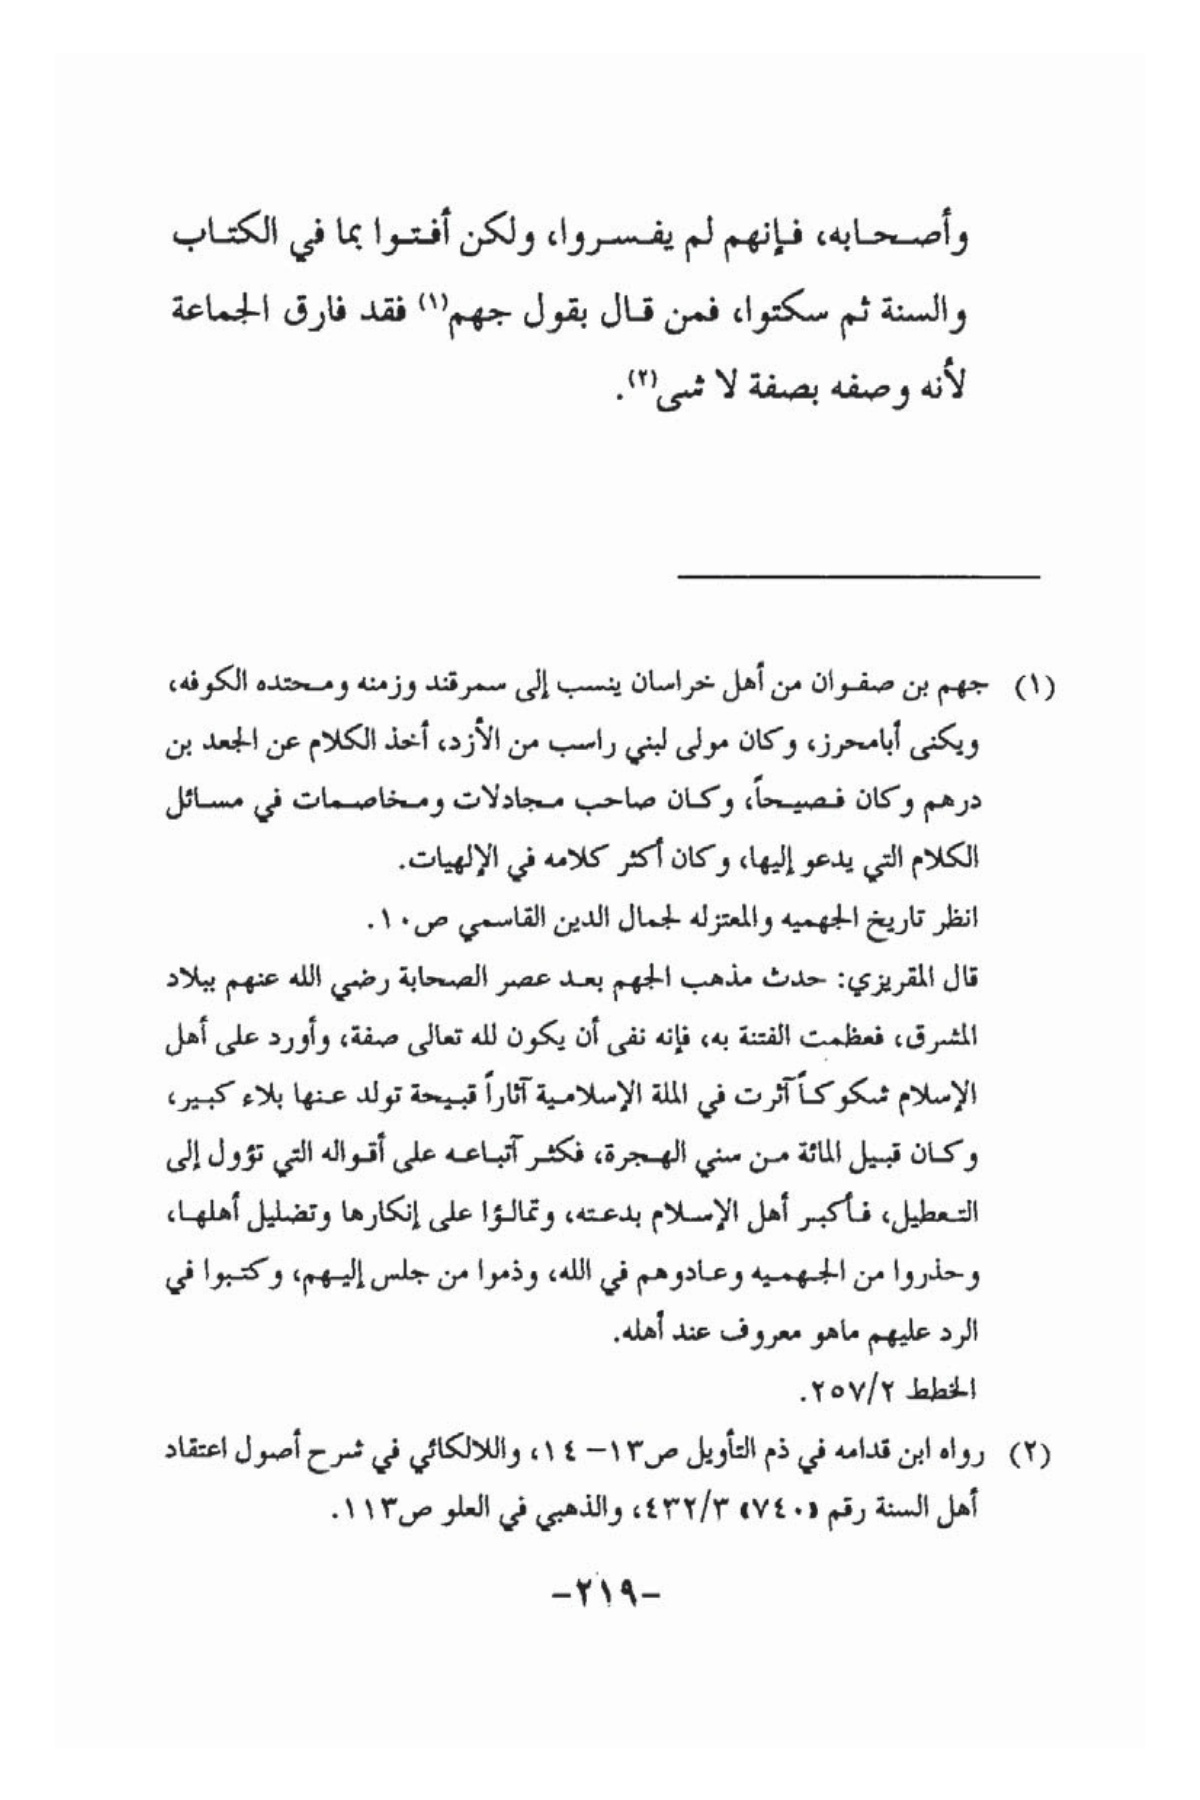 وأصحابه، فإنهم لم يفسروا، ولكن أفتوا بما في الكتاب
والسنة ثم سكتوا، فمن قال بقول جهم(١) فقد فارق الجماعة
لأنه وصفه بصفة لا شى(٢).
(١) جهم بن صفوان من أهل خراسان ينسب إلى سمرقند وزمنه ومحتده الكوفه،
ويكنى أبامحرز، وكان مولى لبني راسب من الأزد، أخذ الكلام عن الجعد بن
درهم وكان فصيحاً، وكان صاحب مجادلات ومخاصمات في مسائل
الكلام التي يدعو إليها، وكان أكثر كلامه في الإلهيات.
انظر تاريخ الجهميه والمعتزله لجمال الدين القاسمي ص١٠.
قال المقريزي: حدث مذهب الجهم بعد عصر الصحابة رضي الله عنهم ببلاد
المشرق، فعظمت الفتنة به، فإنه نفى أن يكون لله تعالى صفة، وأورد على أهل
الإسلام شكوكاً آثرت في الملة الإسلامية آثاراً قبيحة تولد عنها بلاء كبير،
وكان قبيل المائة من سني الهجرة، فكثر آتباعه على أقواله التي تؤول إلى
التعطيل، فأكبر أهل الإسلام بدعته، وتمالؤا على إنكارها وتضليل أهلها،
وحذروا من الجهميه وعادوهم في الله، وذموا من جلس إليهم، وكتبوا في
الرد عليهم ماهو معروف عند أهله.
الخطط ٢٥٧/٢.
(٢) رواه ابن قدامه في ذم التأويل ص١٣– ١٤، واللالكائي في شرح أصول اعتقاد
أهل السنة رقم (٧٤٠) ٤٣٢/٣، والذهبي في العلو ص١١٣.
–٢١٩–